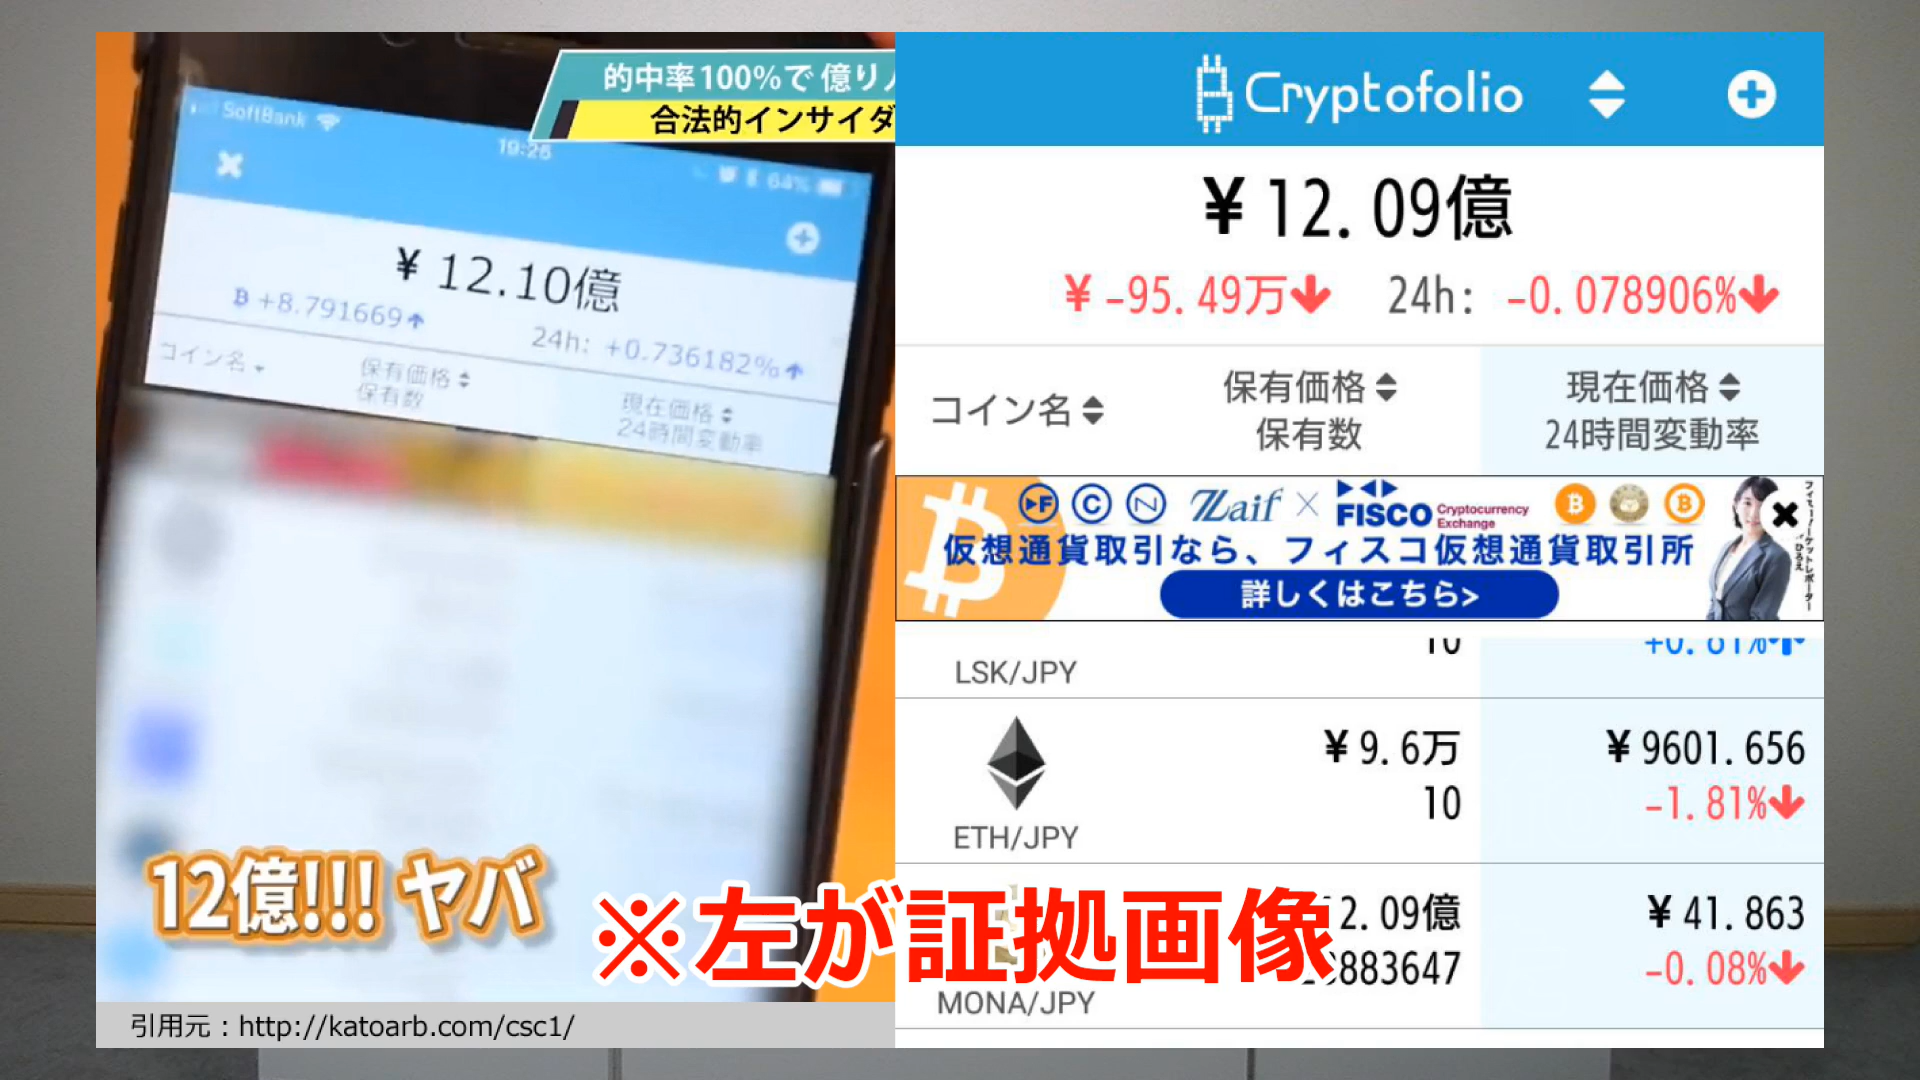 的中率100%で億り
合法的インサイダ
SoftBank
19:25
64%
¥ 12.10億
+8.791669
24h: +0.736182%
コイン名
保有価格
保有数
現在価格
24時間変動率
12億!!! ヤバ
引用元：http://katoarb.com/csc1/
Cryptofolio
¥ 12.09億
¥ -95.49万 24h: -0.078906%
コイン名
保有価格
保有数
現在価格
24時間変動率
Zaif × FISCO Cryptocurrency Exchange
仮想通貨取引なら、フィスコ仮想通貨取引所
詳しくはこちら>
LSK/JPY
10
¥ 9.6万
¥ 9601.656
10
-1.81%
ETH/JPY
2.09億
¥ 41.863
883647
-0.08%
MONA/JPY
※左が証拠画像